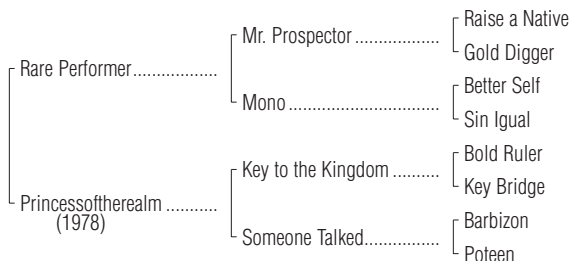 Raise a Native
Mr. Prospector ..................
Gold Digger
Rare Performer..................
Better Self
Mono ................................
Sin Igual
Bold Ruler
Key to the Kingdom ..........
Key Bridge
Princessoftherealm ...........
(1978)
Barbizon
Someone Talked................
Poteen